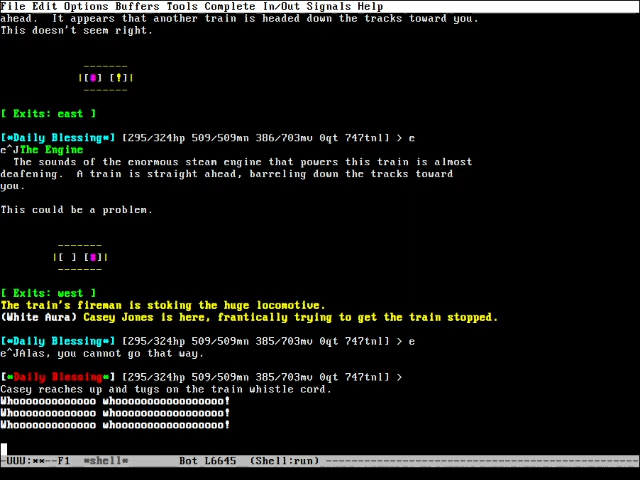 File Edit Options Buffers Tools Complete In/Out Signals Help
ahead.  It appears that another train is headed down the tracks toward you.
This doesn't seem right.
-------
|[*] [!]|
-------
[ Exits: east ]
[*Daily Blessing*] [295/324hp 509/509mn 386/703mv 0qt 747tnl] > e
e^JThe Engine
The sounds of the enormous steam engine that powers this train is almost
deafening.  A train is straight ahead, barreling down the tracks toward
you.
This could be a problem.
-------
|[ ] [*]|
-------
[ Exits: west ]
The train's fireman is stoking the huge locomotive.
(White Aura) Casey Jones is here, frantically trying to get the train stopped.
[*Daily Blessing*] [295/324hp 509/509mn 385/703mv 0qt 747tnl] > e
e^JAlas, you cannot go that way.
[*Daily Blessing*] [295/324hp 509/509mn 385/703mv 0qt 747tnl] >
Casey reaches up and tugs on the train whistle cord.
Whooooooooooooo whoooooooooooooooooo!
Whooooooooooooo whoooooooooooooooooo!
Whooooooooooooo whoooooooooooooooooo!
-UUU:**--F1  *shell*        Bot L6645  (Shell:run)